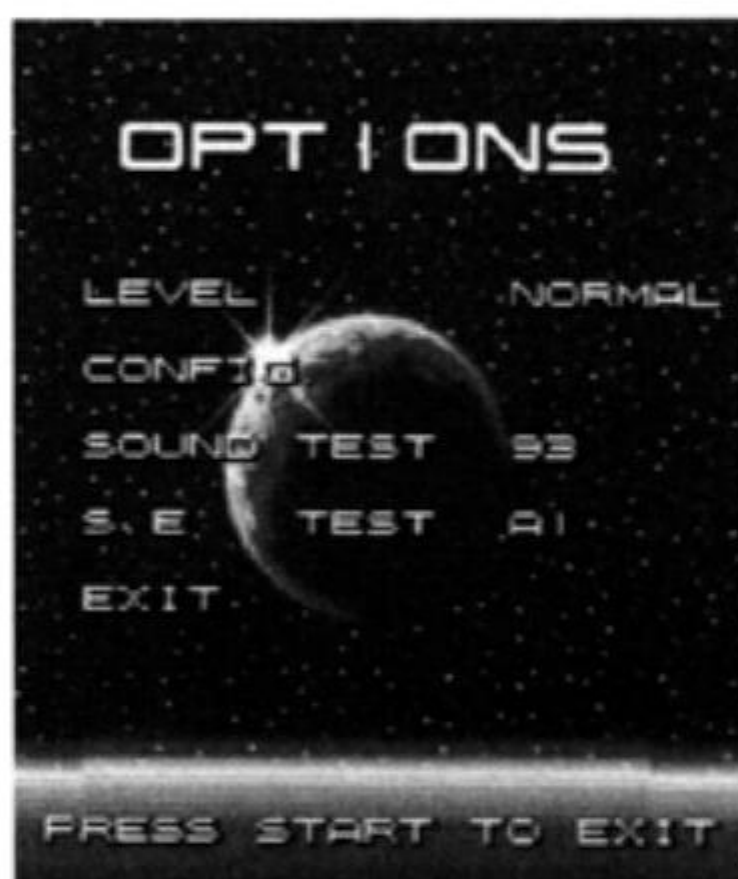 OPTIONS
LEVEL NORMAL
CONFIG
SOUND TEST 93
S.E TEST A1
EXIT
PRESS START TO EXIT